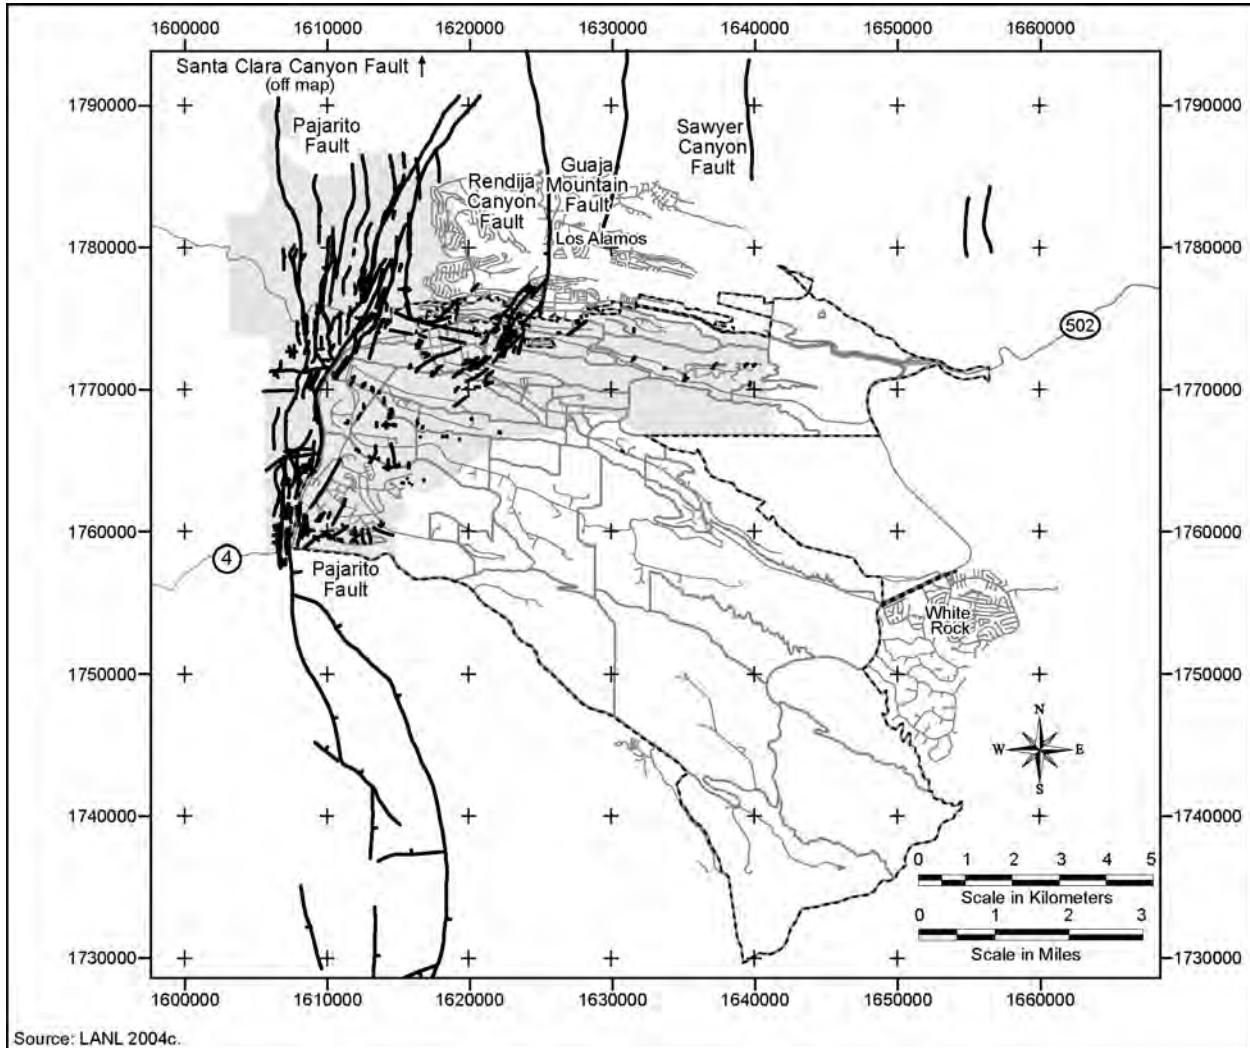 1600000 1610000 1620000 1630000 1640000 1650000 1660000
Santa Clara Canyon Fault
(off map)
1790000 1790000
Pajarito
Fault
Sawyer
Canyon
Fault
Guaja
Mountain
Fault
Rendija
Canyon
Fault
Los Alamos
1780000 1780000
502
1770000 1770000
1760000 1760000
4
Pajarito
Fault
White
Rock
1750000 1750000
N
W E
S
1740000 1740000
0 1 2 3 4 5
Scale in Kilometers
0 1 2 3
Scale in Miles
1730000 1730000
1600000 1610000 1620000 1630000 1640000 1650000 1660000
Source: LANL 2004c.